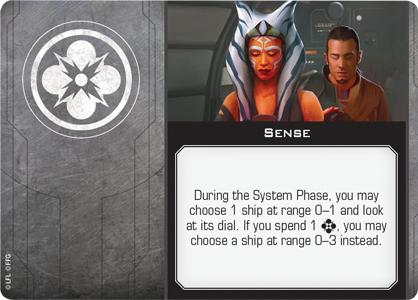 SENSE
During the System Phase, you may
choose 1 ship at range 0–1 and look
at its dial. If you spend 1 , you may
choose a ship at range 0–3 instead.
©LFL ©FFG